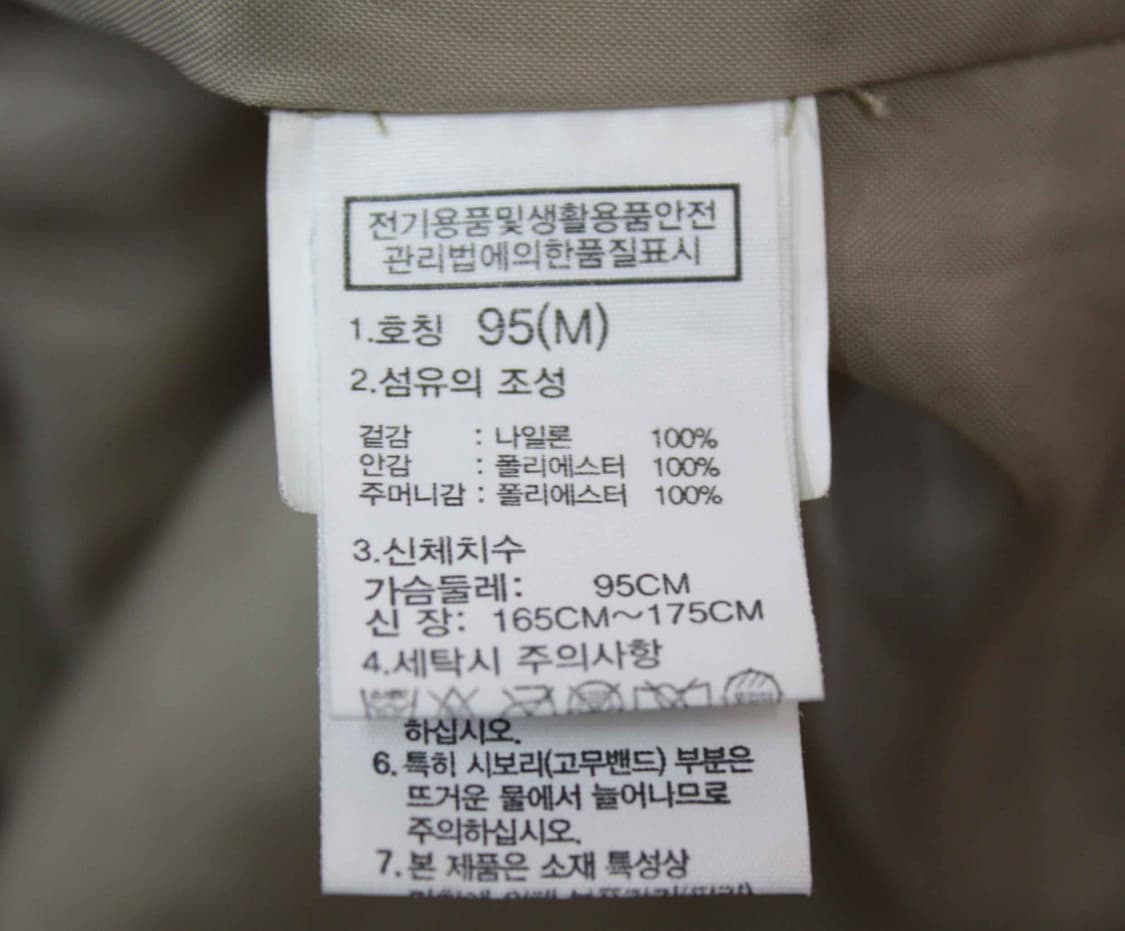 전기용품및생활용품안전
관리법에의한품질표시
1.호칭 95(M)
2.섬유의 조성
겉감 : 나일론 100%
안감 : 폴리에스터 100%
주머니감 : 폴리에스터 100%
3.신체치수
가슴둘레: 95CM
신 장: 165CM~175CM
4.세탁시 주의사항
하십시오.
6.특히 시보리(고무밴드) 부분은
뜨거운 물에서 늘어나므로
주의하십시오.
7.본 제품은 소재 특성상